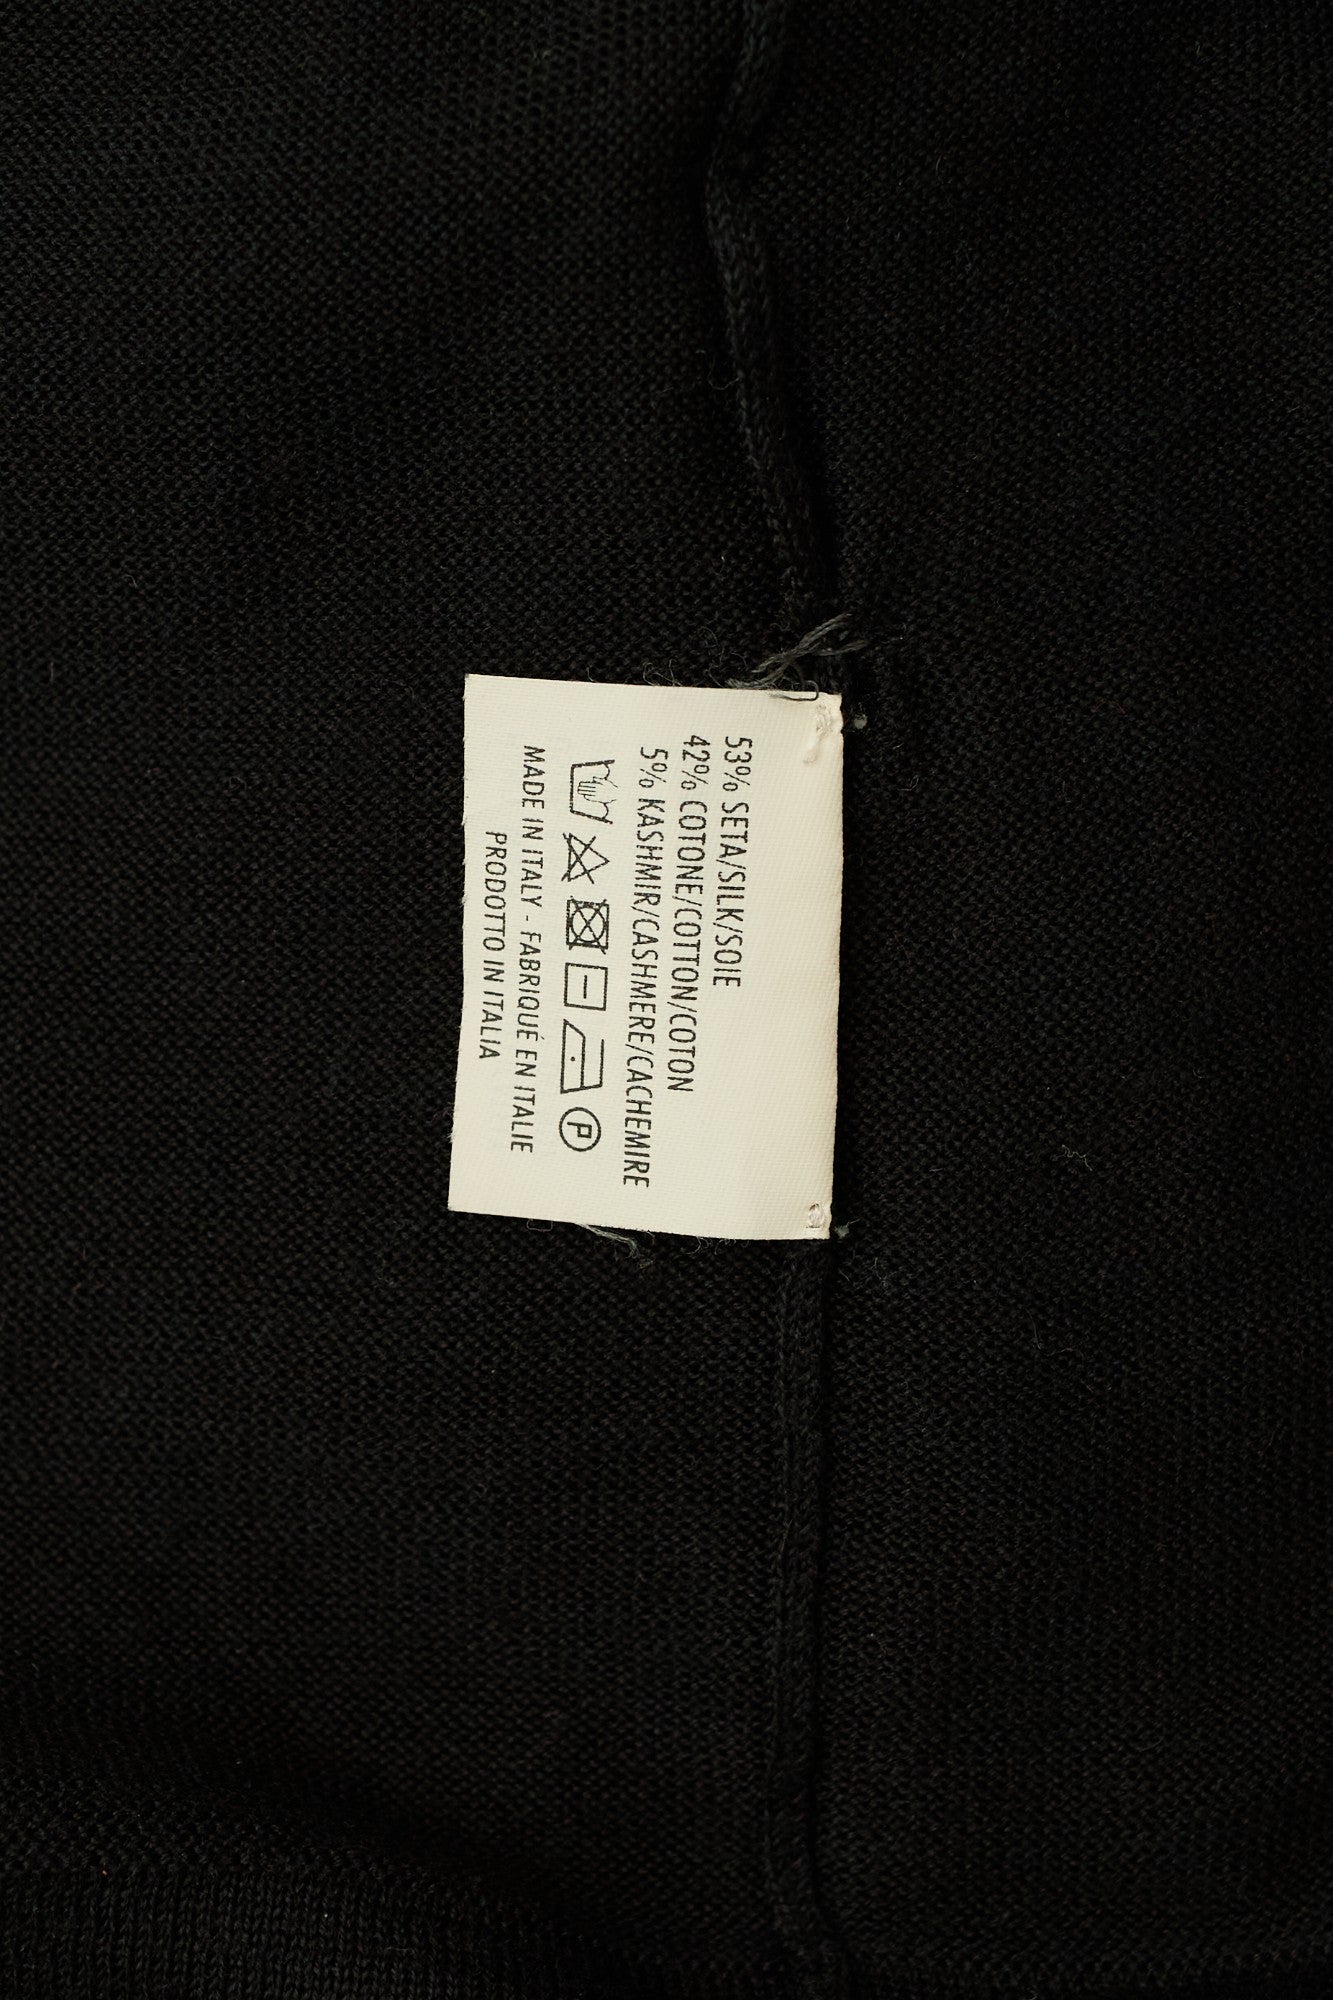 53% SETA/SILK/SOIE
42% COTONE/COTTON/COTON
5% KASHMIR/CASHMERE/CACHEMIRE
P
MADE IN ITALY - FABRIQUÉ EN ITALIE
PRODOTTO IN ITALIA